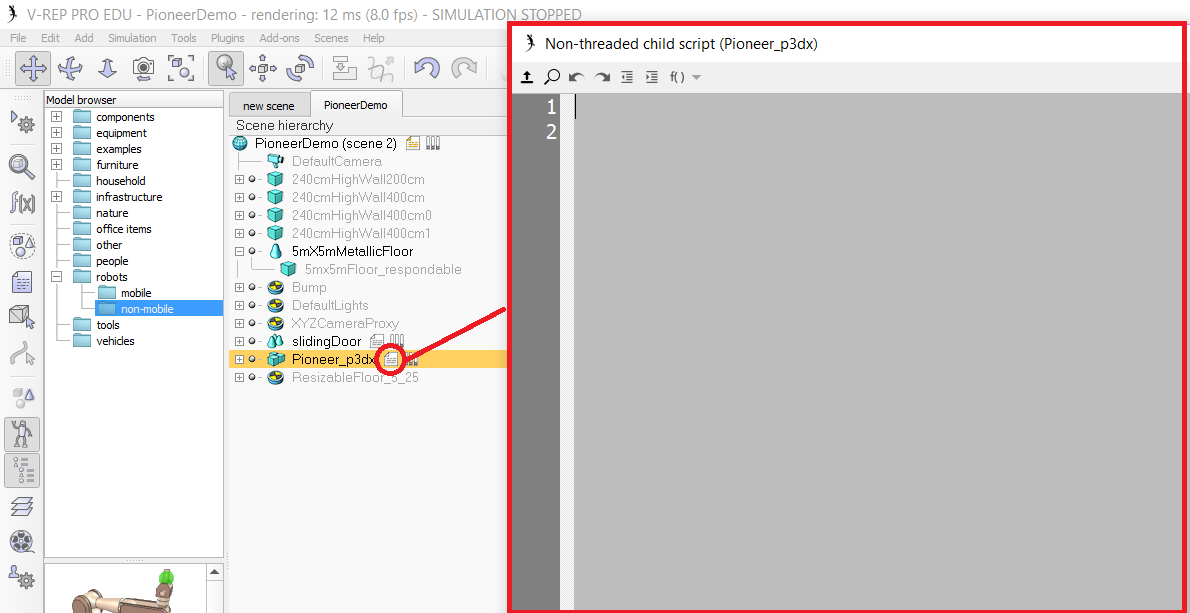 V-REP PRO EDU - PioneerDemo - rendering: 12 ms (8.0 fps) - SIMULATION STOPPED
File Edit Add Simulation Tools Plugins Add-ons Scenes Help
Model browser
components
equipment
examples
furniture
household
infrastructure
nature
office items
other
people
robots
mobile
non-mobile
tools
vehicles
new scene PioneerDemo
Scene hierarchy
PioneerDemo (scene 2)
DefaultCamera
240cmHighWall200cm
240cmHighWall400cm
240cmHighWall400cm0
240cmHighWall400cm1
5mX5mMetallicFloor
5mx5mFloor_respondable
Bump
DefaultLights
XYZCameraProxy
slidingDoor
Pioneer_p3dx
ResizableFloor_5_25
Non-threaded child script (Pioneer_p3dx)
f()
1
2
f(x)